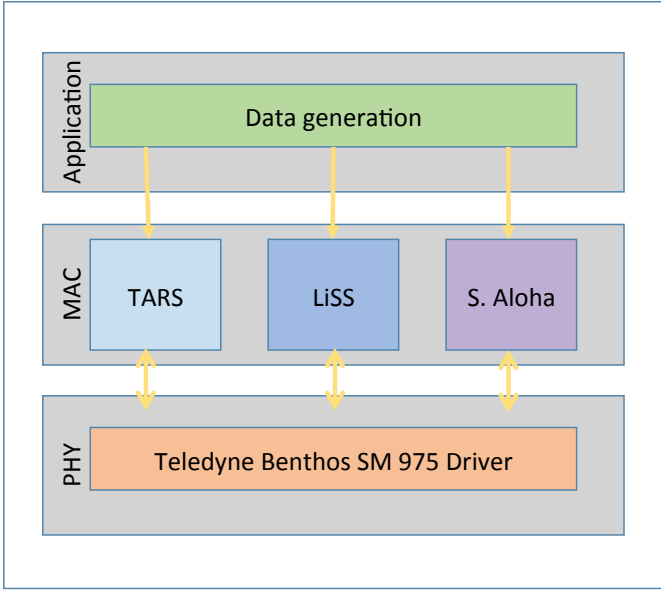 Application
Data generation
MAC
TARS
LiSS
S. Aloha
PHY
Teledyne Benthos SM 975 Driver